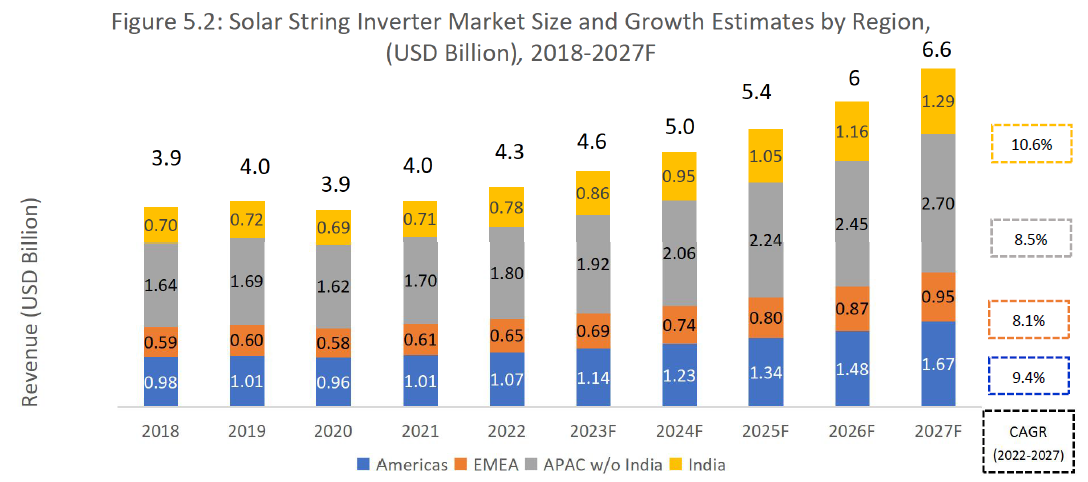 Figure 5.2: Solar String Inverter Market Size and Growth Estimates by Region,
(USD Billion), 2018-2027F
3.9 4.0 3.9 4.0 4.3 4.6 5.0 5.4 6 6.6
0.70 0.72 0.69 0.71 0.78 0.86 0.95 1.05 1.16 1.29
1.64 1.69 1.62 1.70 1.80 1.92 2.06 2.24 2.45 2.70
0.59 0.60 0.58 0.61 0.65 0.69 0.74 0.80 0.87 0.95
0.98 1.01 0.96 1.01 1.07 1.14 1.23 1.34 1.48 1.67
10.6%
8.5%
8.1%
9.4%
Revenue (USD Billion)
2018 2019 2020 2021 2022 2023F 2024F 2025F 2026F 2027F
CAGR
(2022-2027)
Americas EMEA APAC w/o India India